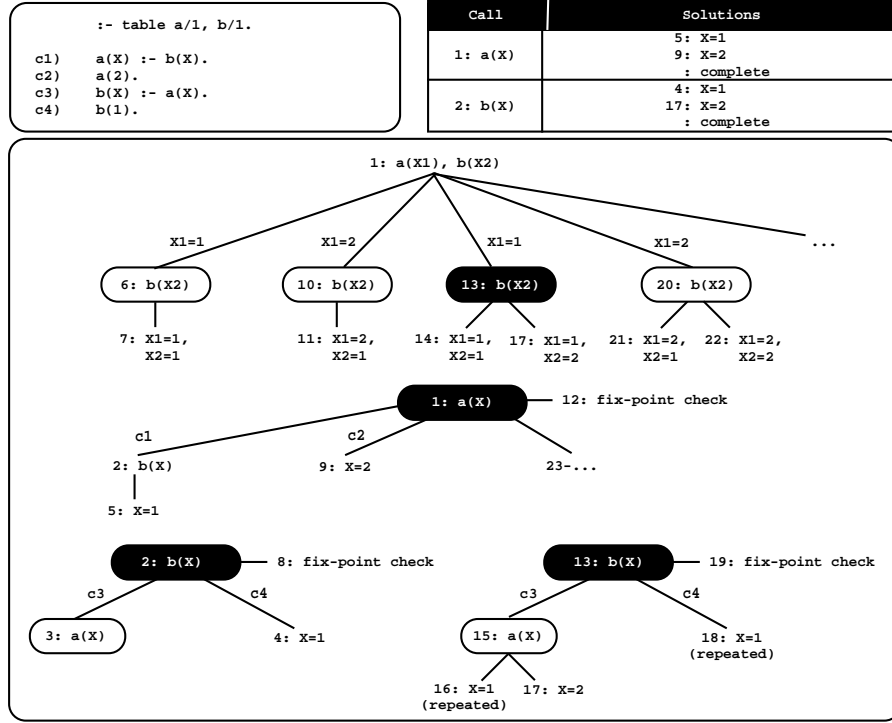 :- table a/1, b/1.
c1) a(X) :- b(X).
c2) a(2).
c3) b(X) :- a(X).
c4) b(1).
Call Solutions
1: a(X)
5: X=1
9: X=2
: complete
2: b(X)
4: X=1
17: X=2
: complete
1: a(X1), b(X2)
X1=1 X1=2 X1=1 X1=2 ...
6: b(X2) 10: b(X2) 13: b(X2) 20: b(X2)
7: X1=1, 11: X1=2, 14: X1=1, 17: X1=1, 21: X1=2, 22: X1=2,
X2=1 X2=1 X2=1 X2=2 X2=1 X2=2
1: a(X) 12: fix-point check
c1 c2
2: b(X) 9: X=2 23-...
5: X=1
2: b(X) 8: fix-point check 13: b(X) 19: fix-point check
c3 c4 c3 c4
3: a(X) 4: X=1 15: a(X) 18: X=1
(repeated)
16: X=1 17: X=2
(repeated)